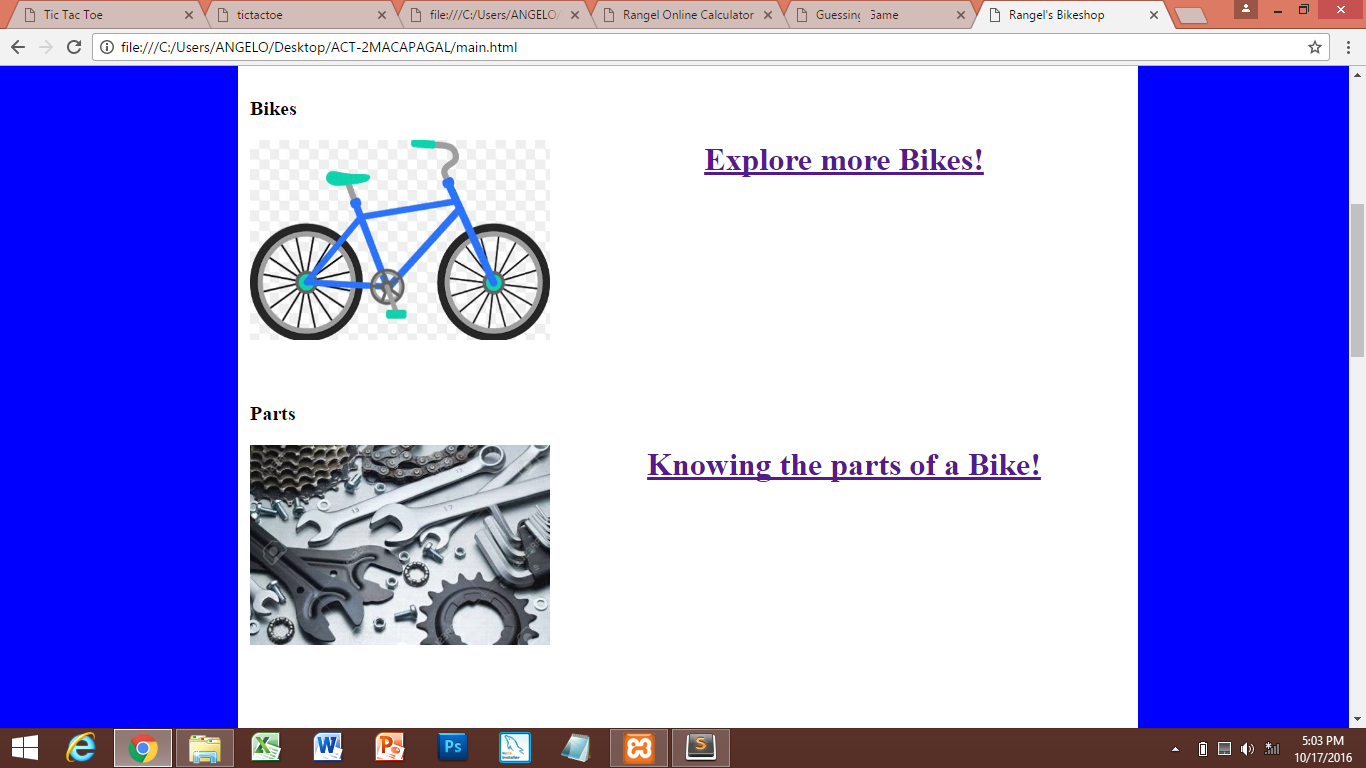 Tic Tac Toe
tictactoe
file:///C:/Users/ANGELO/
Rangel Online Calculator
Guessing Game
Rangel's Bikeshop
file:///C:/Users/ANGELO/Desktop/ACT-2MACAPAGAL/main.html
Bikes
Explore more Bikes!
Parts
Knowing the parts of a Bike!
13
17
5:03 PM
10/17/2016